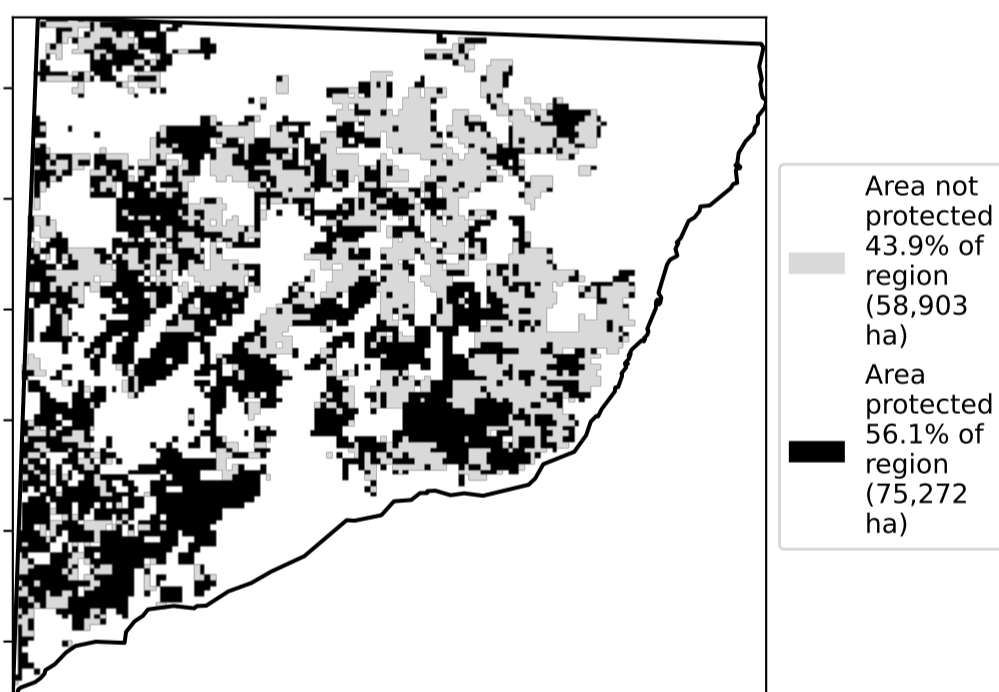 Area not
protected
43.9% of
region
(58,903
ha)
Area
protected
56.1% of
region
(75,272
ha)